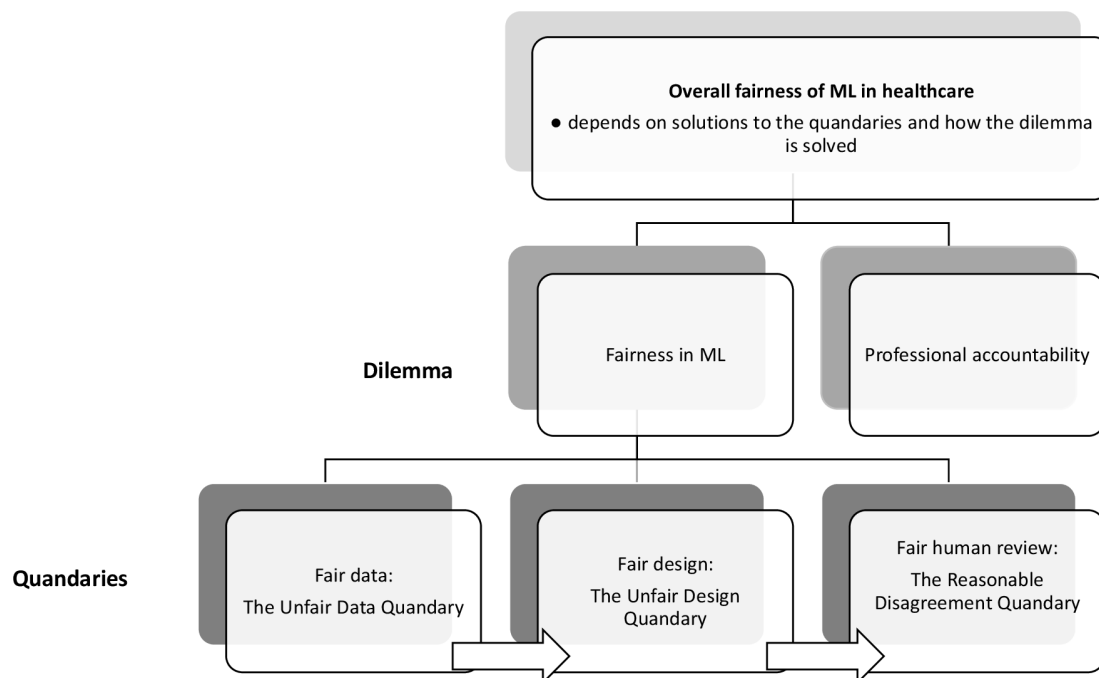 Overall fairness of ML in healthcare
• depends on solutions to the quandaries and how the dilemma
is solved
Dilemma
Fairness in ML
Professional accountability
Quandaries
Fair data:
The Unfair Data Quandary
Fair design:
The Unfair Design
Quandary
Fair human review:
The Reasonable
Disagreement Quandary